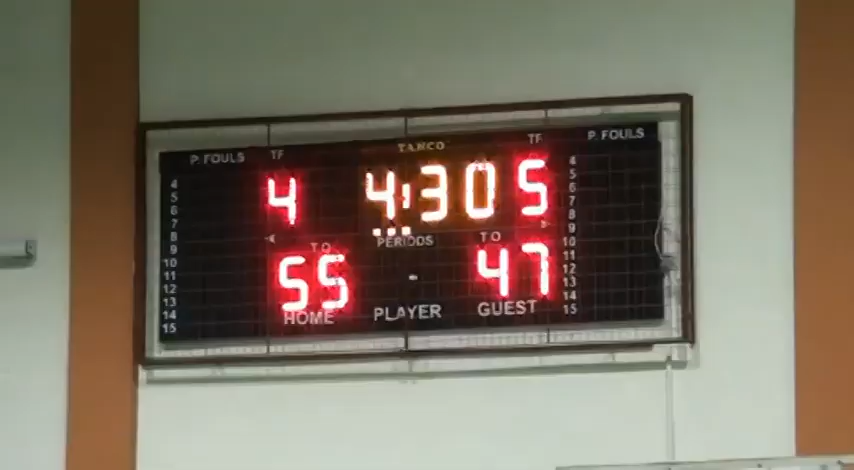 TANCO
P. FOULS TF TF P. FOULS
4 4:30 5
4 4
5 5
6 6
7 7
8 8
9 9
10 10
11 11
12 12
13 13
14 14
15 15
T O PERIODS T O
55 47
HOME PLAYER GUEST